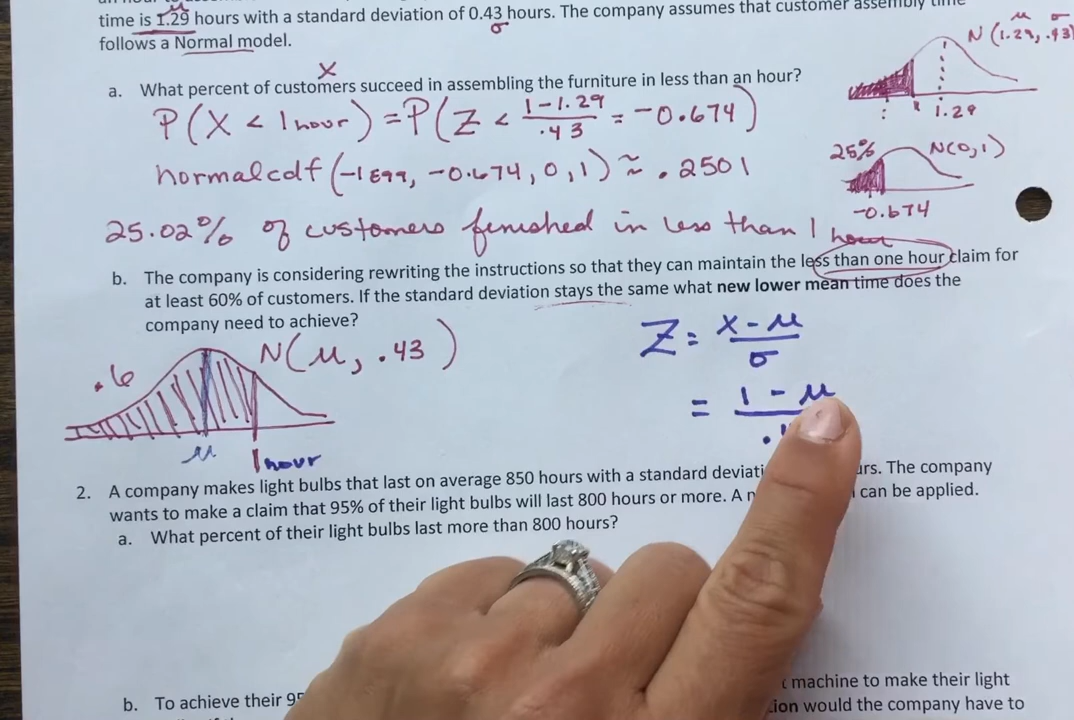 time is 1.29 hours with a standard deviation of 0.43 hours. The company assumes that customer assembly time
μ
σ
follows a Normal model.
N (1.29, .43)
μ σ
1.29
x
a. What percent of customers succeed in assembling the furniture in less than an hour?
P(X < 1 hour) = P(Z < 1 - 1.29 / .43 = -0.674)
normalcdf (-1E99, -0.674, 0, 1) ≈ .2501
25% N(0,1)
-0.674
25.02% of customers finished in less than 1 hour
b. The company is considering rewriting the instructions so that they can maintain the less than one hour claim for
at least 60% of customers. If the standard deviation stays the same what new lower mean time does the
company need to achieve?
.6 N(μ, .43)
μ 1 hour
Z = x - μ / σ
= 1 - μ
2. A company makes light bulbs that last on average 850 hours with a standard The company
wants to make a claim that 95% of their light bulbs will last 800 hours or more. A can be applied.
a. What percent of their light bulbs last more than 800 hours?
b. To achieve their machine to make their light
would the company have to